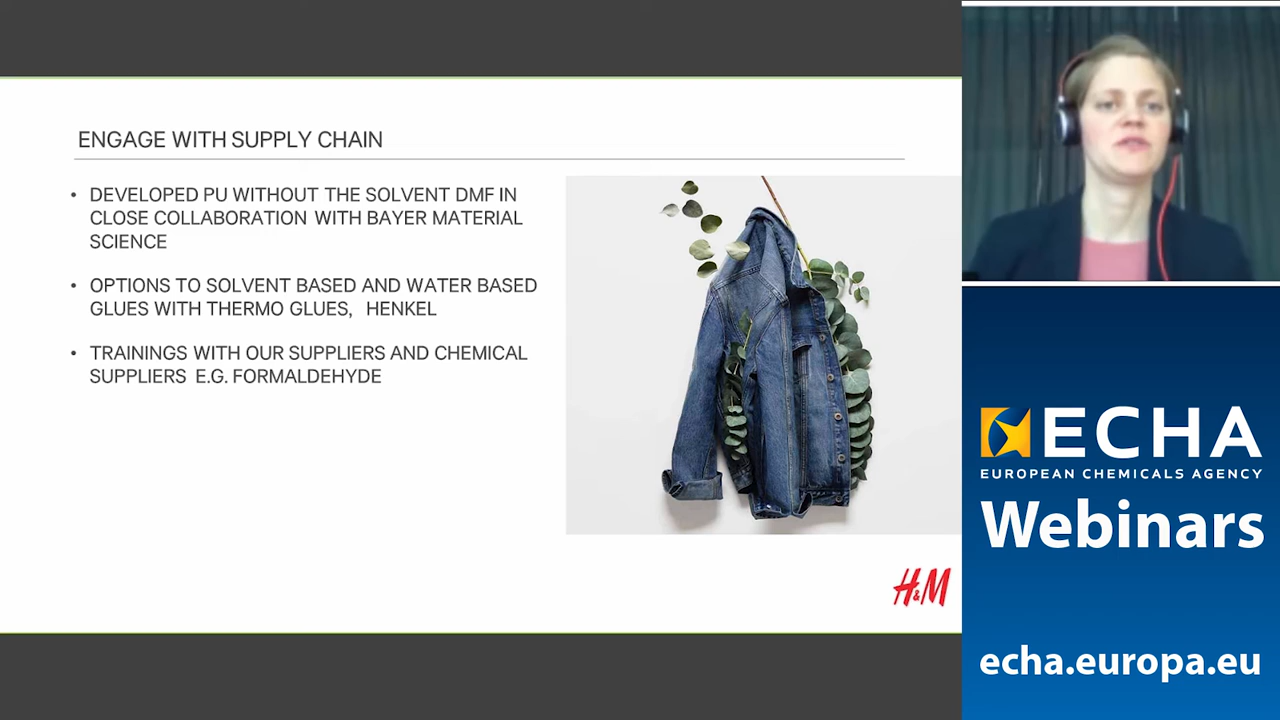 ENGAGE WITH SUPPLY CHAIN
• DEVELOPED PU WITHOUT THE SOLVENT DMF IN
CLOSE COLLABORATION WITH BAYER MATERIAL
SCIENCE
• OPTIONS TO SOLVENT BASED AND WATER BASED
GLUES WITH THERMO GLUES, HENKEL
• TRAININGS WITH OUR SUPPLIERS AND CHEMICAL
SUPPLIERS E.G. FORMALDEHYDE
H&M
ECHA
EUROPEAN CHEMICALS AGENCY
Webinars
echa.europa.eu